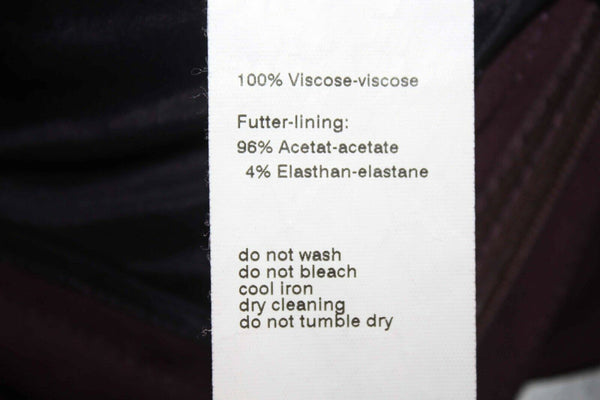 100% Viscose-viscose
Futter-lining:
96% Acetat-acetate
4% Elasthan-elastane
do not wash
do not bleach
cool iron
dry cleaning
do not tumble dry